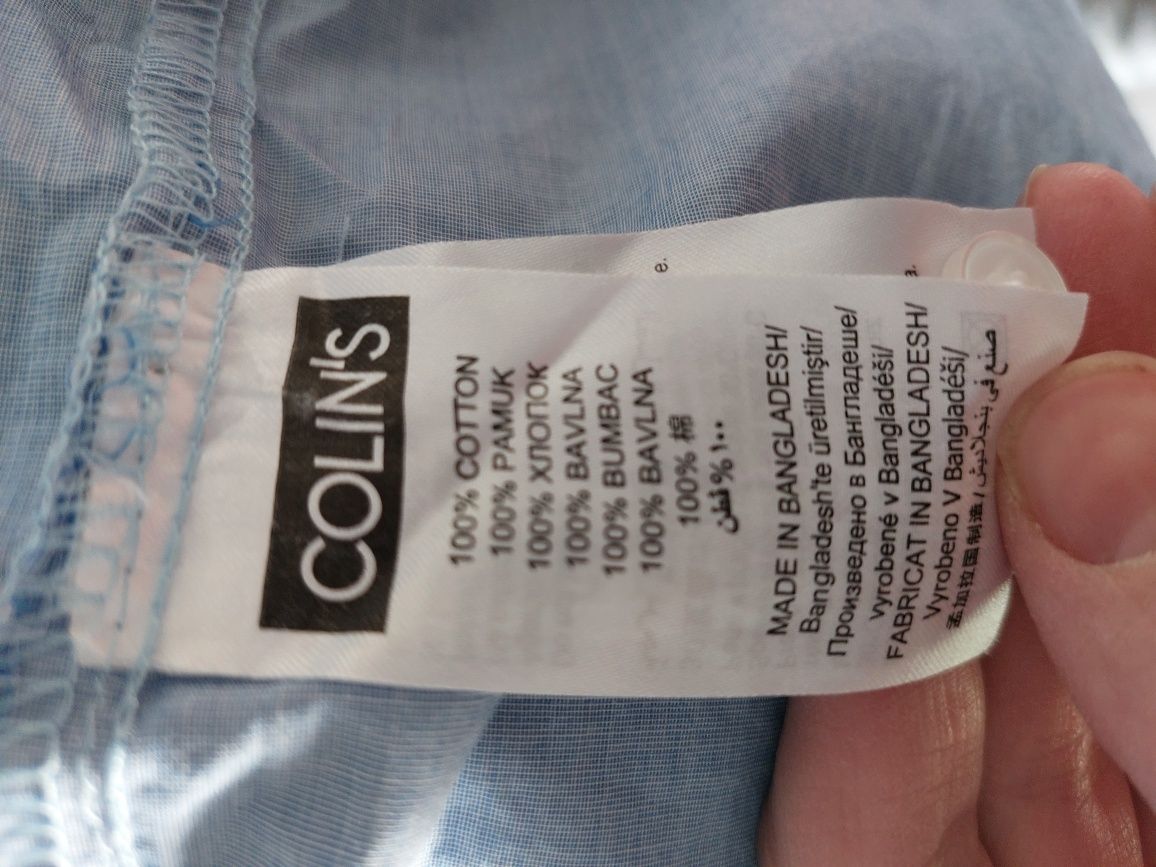 COLIN'S
100% COTTON
100% PAMUK
100% ХЛОПОК
100% BAVLNA
100% BUMBAC
100% BAVLNA
100% 棉
١٠٠% قطن
MADE IN BANGLADESH/
Bangladesh'te üretilmiştir/
Произведено в Бангладеше/
Vyrobené v Bangladéši/
FABRICAT IN BANGLADESH/
Vyrobeno V Bangladéši/
孟加拉国制造 / صنع في بنجلاديش
e.
a.